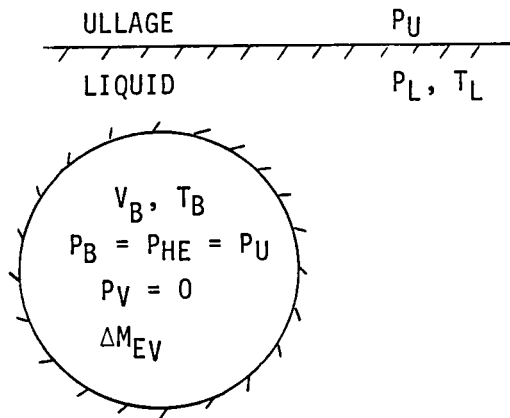 ULLAGE P_U
LIQUID P_L, T_L
V_B, T_B
P_B = P_HE = P_U
P_V = 0
ΔM_EV